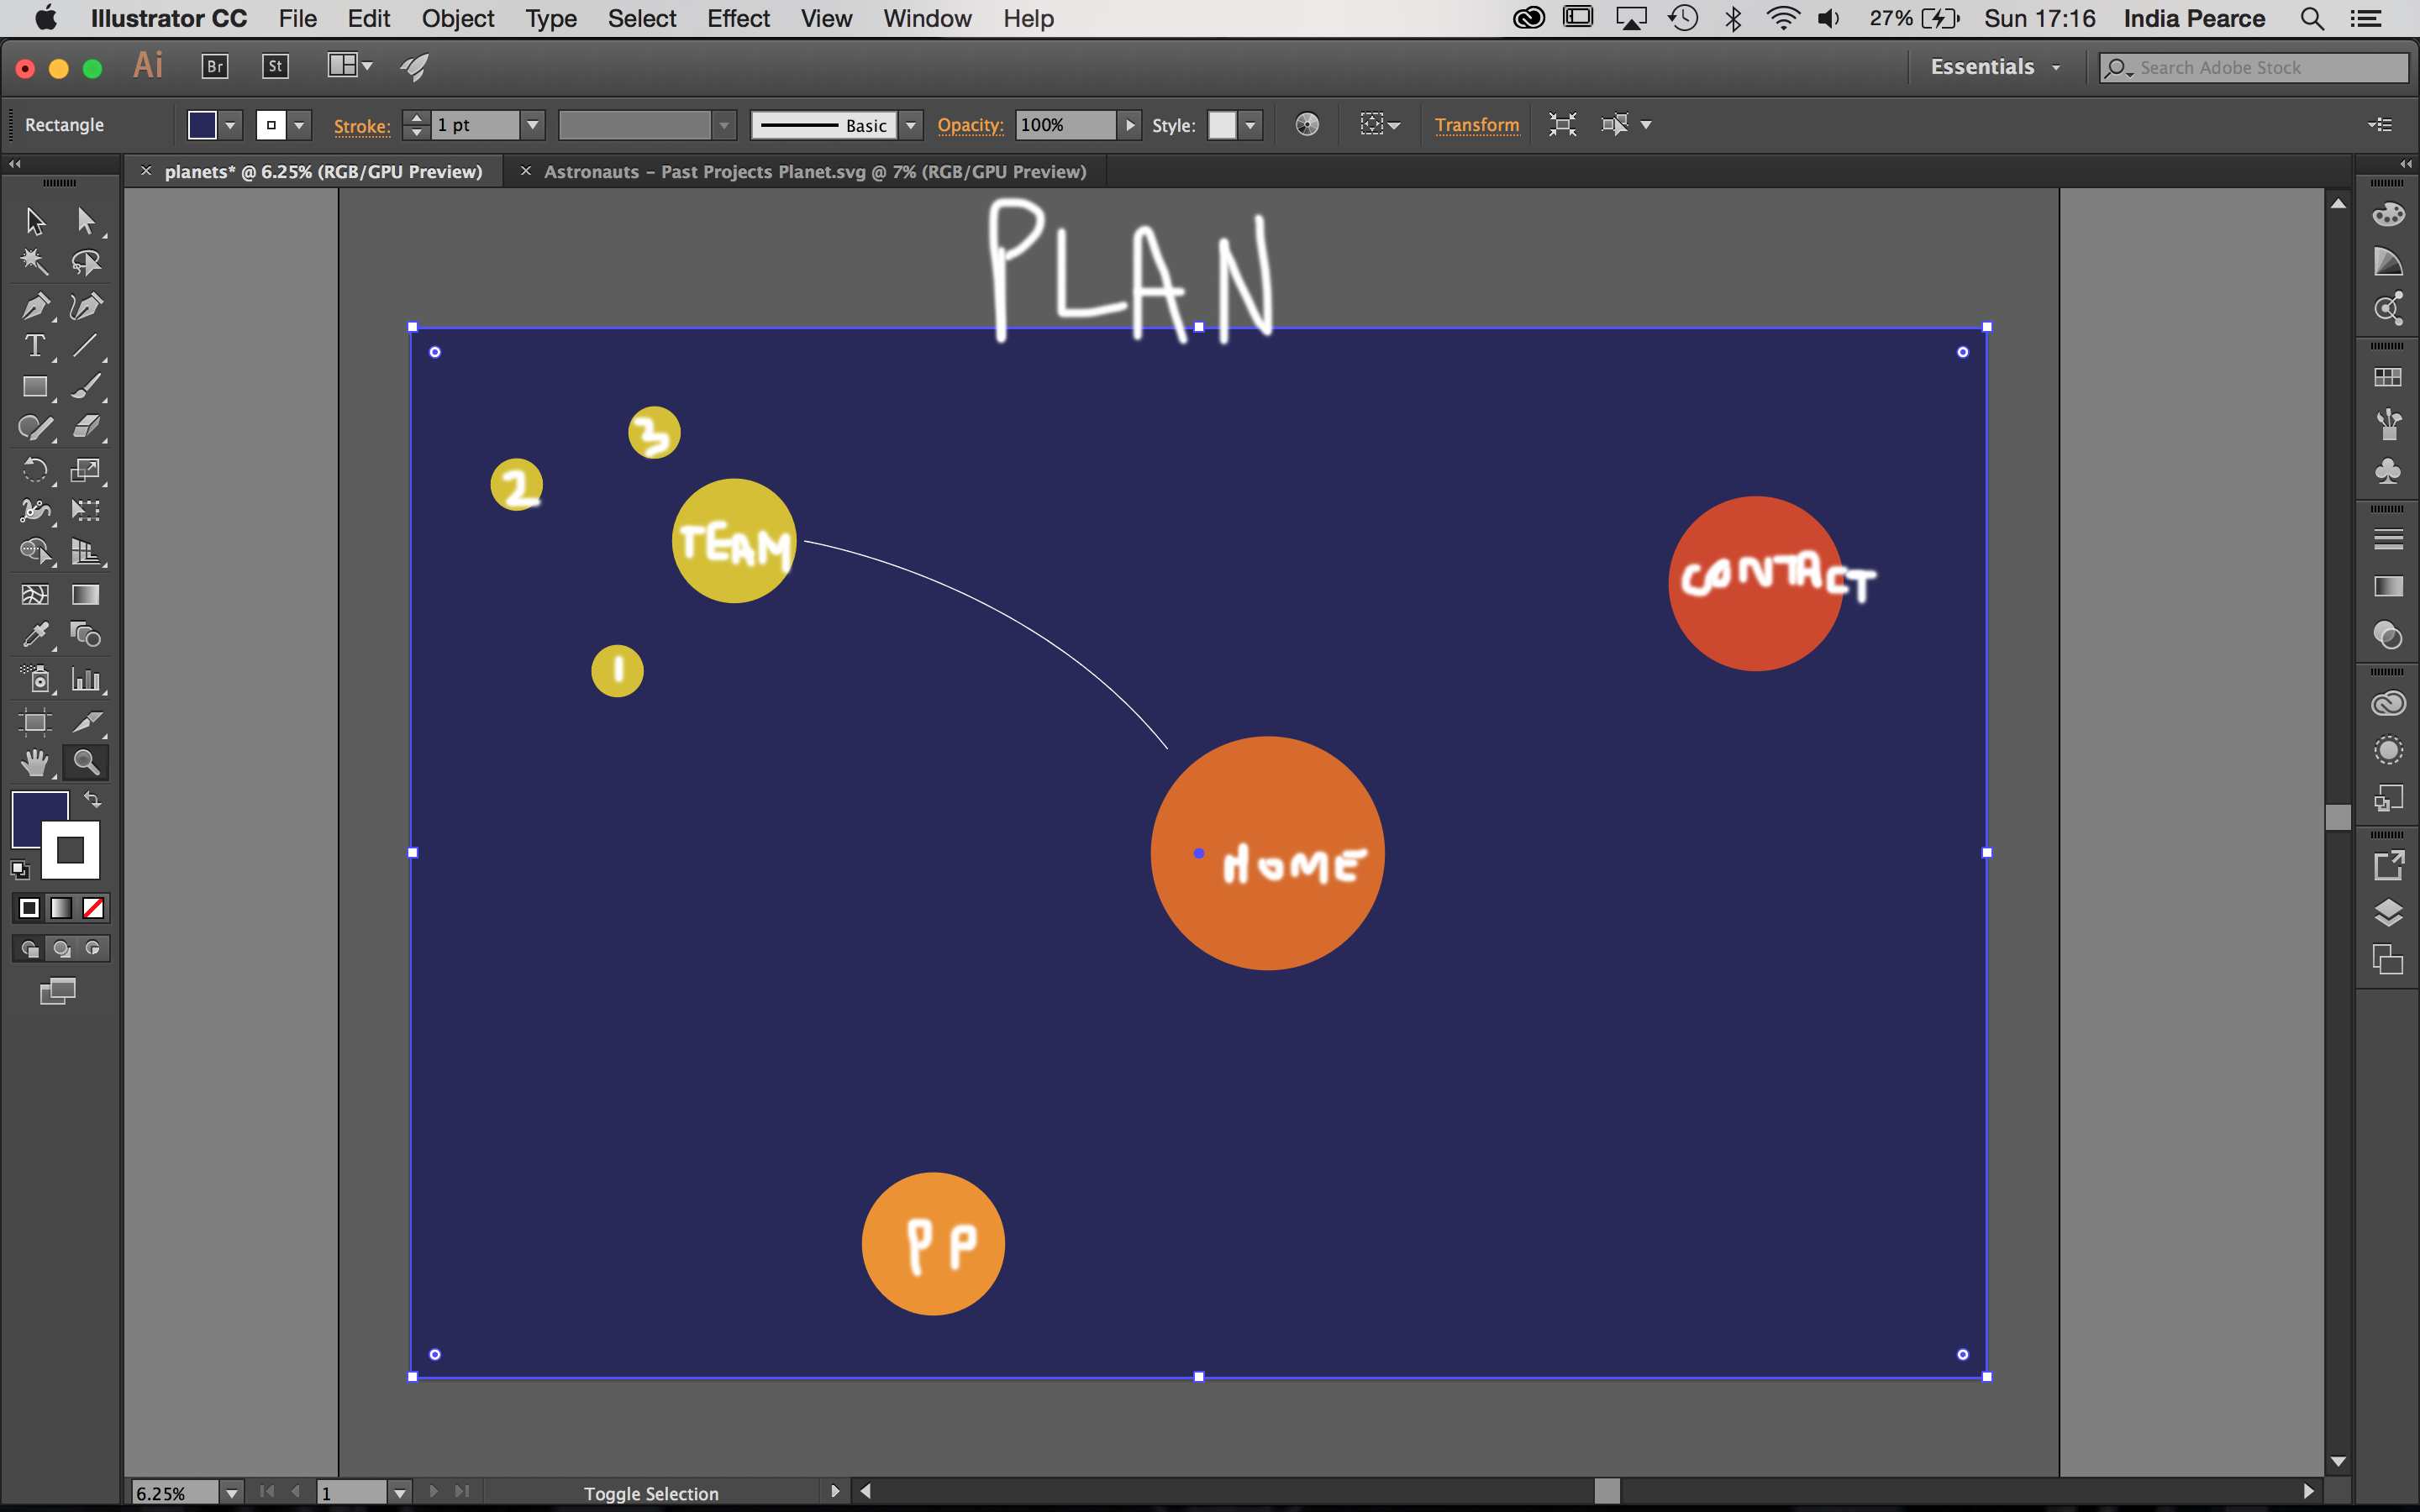 Illustrator CC File Edit Object Type Select Effect View Window Help 27% Sun 17:16 India Pearce
Ai Br St Essentials Search Adobe Stock
Rectangle Stroke: 1 pt Basic Opacity: 100% Style: Transform
× planets* @ 6.25% (RGB/GPU Preview) × Astronauts – Past Projects Planet.svg @ 7% (RGB/GPU Preview)
PLAN
3
2
TEAM
CONTACT
1
HOME
PP
6.25% 1 Toggle Selection